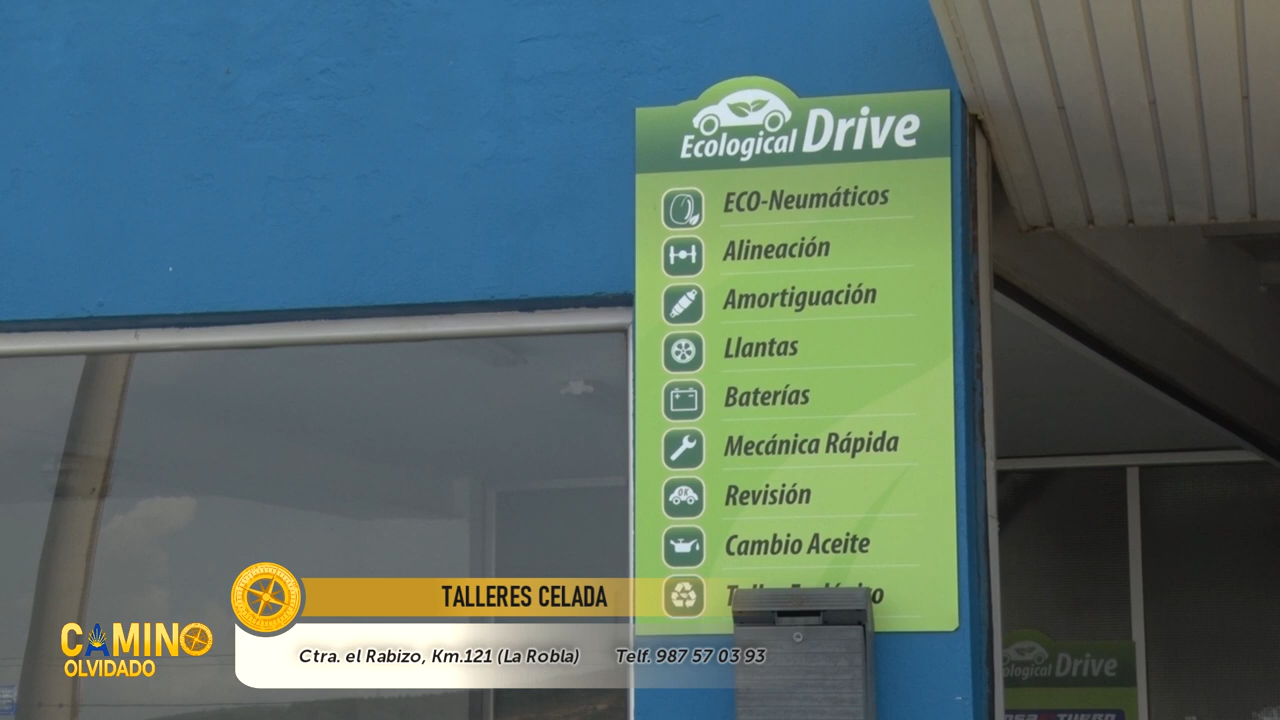 Ecological Drive
ECO-Neumáticos
Alineación
Amortiguación
Llantas
Baterías
Mecánica Rápida
Revisión
OK
Cambio Aceite
TALLERES CELADA
Ctra. el Rabizo, Km.121 (La Robla) Telf. 987 57 03 93
CAMINO
OLVIDADO
Drive